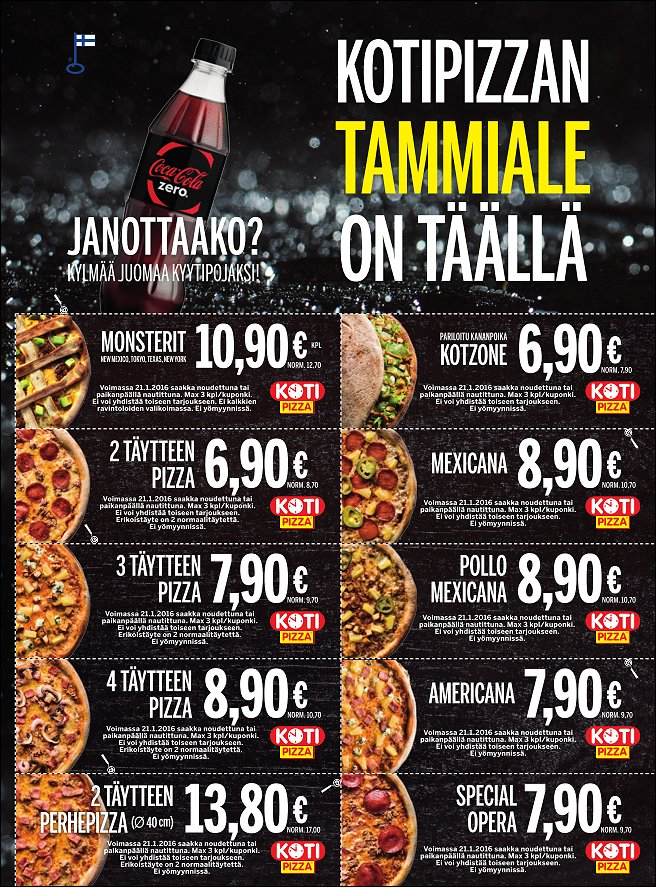 KOTIPIZZAN
TAMMIALE
ON TÄÄLLÄ
Coca-Cola
zero.
JANOTTAAKO?
KYLMÄÄ JUOMAA KYYTIPOJAKSI!
MONSTERIT 10,90 € KPL
NEW MEXICO, TOKYO, TEXAS, NEW YORK
NORM. 12,70
Voimassa 21.1.2016 saakka noudettuna tai
paikanpäällä nautittuna. Max 3 kpl/kuponki.
Ei voi yhdistää toiseen tarjoukseen. Ei kaikkien
ravintoloiden valikoimassa. Ei yömyynnissä.
KOTI
PIZZA
PARILOITU KANANPOIKA
KOTZONE 6,90 €
NORM. 7,90
Voimassa 21.1.2016 saakka noudettuna tai
paikanpäällä nautittuna. Max 3 kpl/kuponki.
Ei voi yhdistää toiseen tarjoukseen.
Ei yömyynnissä.
KOTI
PIZZA
2 TÄYTTEEN
PIZZA 6,90 €
NORM. 8,70
Voimassa 21.1.2016 saakka noudettuna tai
paikanpäällä nautittuna. Max 3 kpl/kuponki.
Ei voi yhdistää toiseen tarjoukseen.
Erikoistäyte on 2 normaalitäytettä.
Ei yömyynnissä.
KOTI
PIZZA
MEXICANA 8,90 €
NORM. 10,70
Voimassa 21.1.2016 saakka noudettuna tai
paikanpäällä nautittuna. Max 3 kpl/kuponki.
Ei voi yhdistää toiseen tarjoukseen.
Ei yömyynnissä.
KOTI
PIZZA
3 TÄYTTEEN
PIZZA 7,90 €
NORM. 9,70
Voimassa 21.1.2016 saakka noudettuna tai
paikanpäällä nautittuna. Max 3 kpl/kuponki.
Ei voi yhdistää toiseen tarjoukseen.
Erikoistäyte on 2 normaalitäytettä.
Ei yömyynnissä.
KOTI
PIZZA
POLLO
MEXICANA 8,90 €
NORM. 10,70
Voimassa 21.1.2016 saakka noudettuna tai
paikanpäällä nautittuna. Max 3 kpl/kuponki.
Ei voi yhdistää toiseen tarjoukseen.
Ei yömyynnissä.
KOTI
PIZZA
4 TÄYTTEEN
PIZZA 8,90 €
NORM. 10,70
Voimassa 21.1.2016 saakka noudettuna tai
paikanpäällä nautittuna. Max 3 kpl/kuponki.
Ei voi yhdistää toiseen tarjoukseen.
Erikoistäyte on 2 normaalitäytettä.
Ei yömyynnissä.
KOTI
PIZZA
AMERICANA 7,90 €
NORM. 9,70
Voimassa 21.1.2016 saakka noudettuna tai
paikanpäällä nautittuna. Max 3 kpl/kuponki.
Ei voi yhdistää toiseen tarjoukseen.
Ei yömyynnissä.
KOTI
PIZZA
2 TÄYTTEEN
PERHEPIZZA (Ø 40 cm) 13,80 €
NORM. 17,00
Voimassa 21.1.2016 saakka noudettuna tai
paikanpäällä nautittuna. Max 3 kpl/kuponki.
Ei voi yhdistää toiseen tarjoukseen.
Erikoistäyte on 2 normaalitäytettä.
Ei yömyynnissä.
KOTI
PIZZA
SPECIAL
OPERA 7,90 €
NORM. 9,70
Voimassa 21.1.2016 saakka noudettuna tai
paikanpäällä nautittuna. Max 3 kpl/kuponki.
Ei voi yhdistää toiseen tarjoukseen.
Ei yömyynnissä.
KOTI
PIZZA